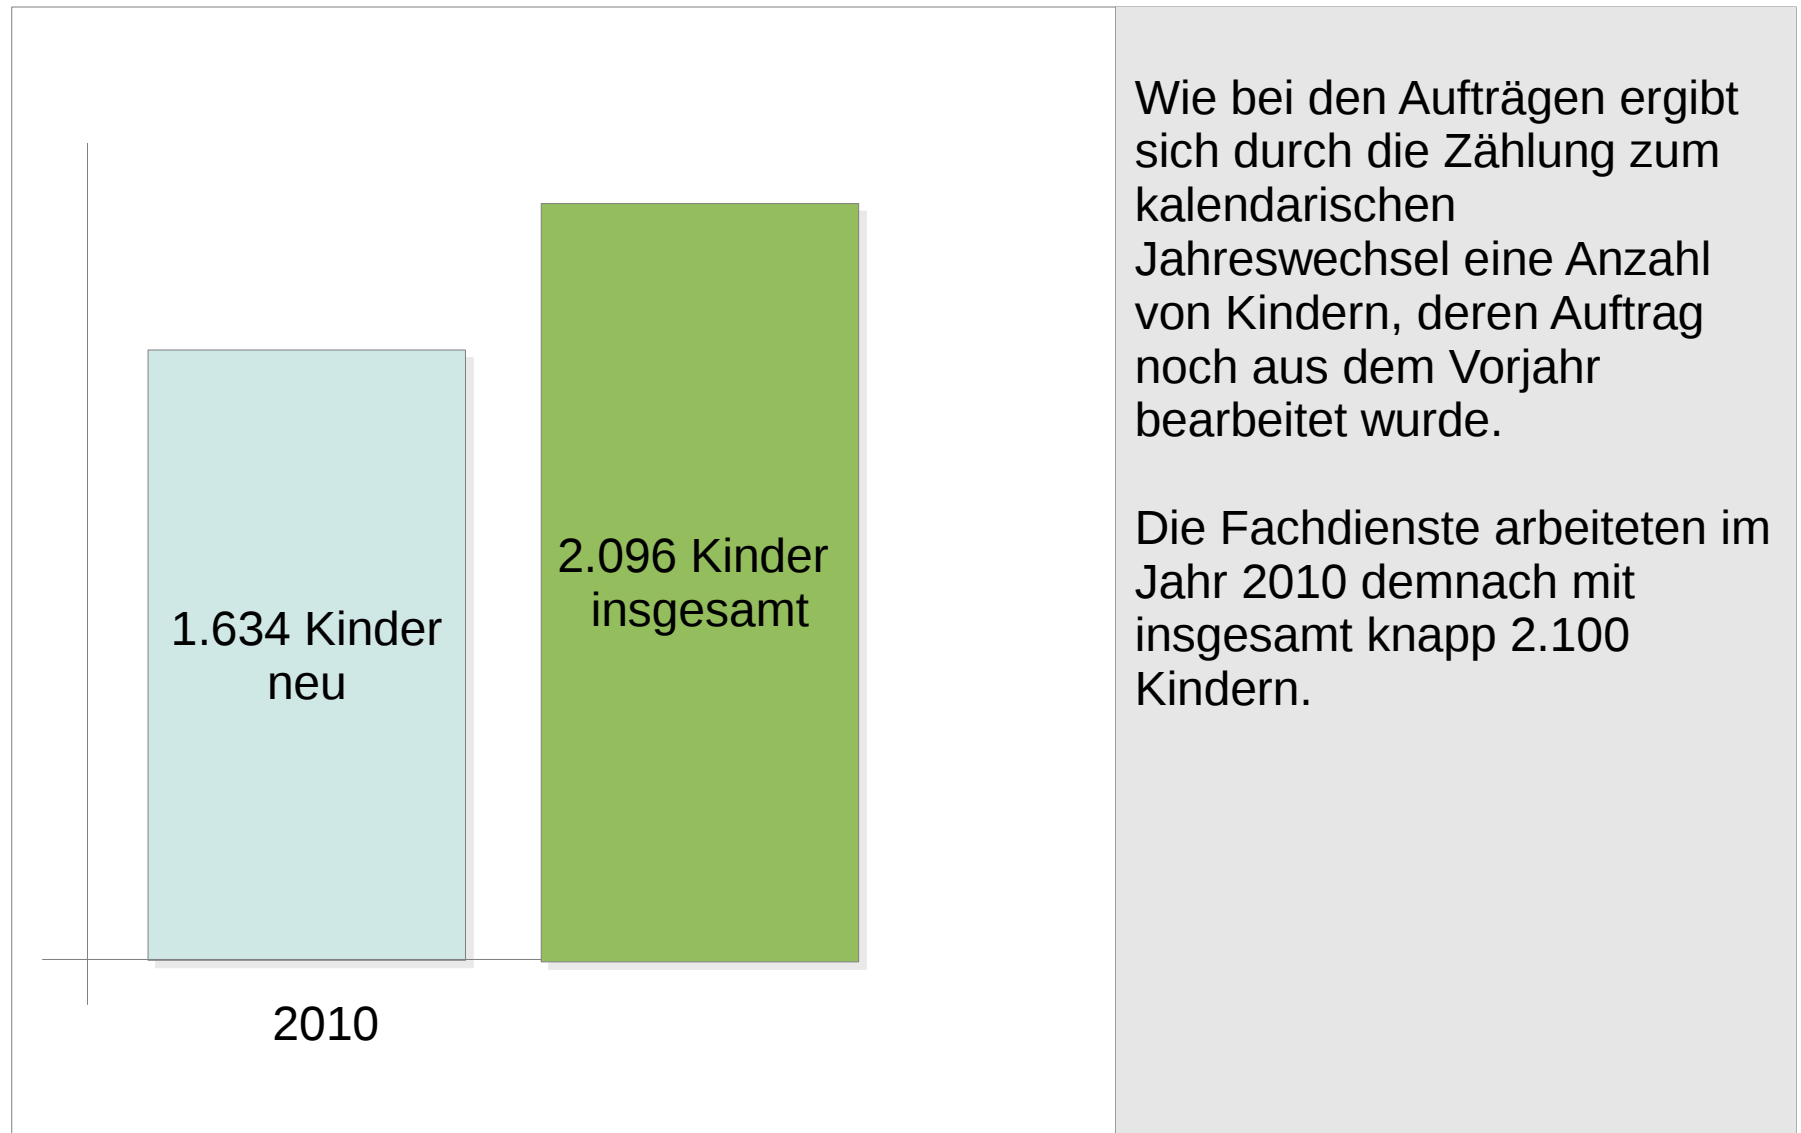 1.634 Kinder
neu
2.096 Kinder
insgesamt
2010
Wie bei den Aufträgen ergibt
sich durch die Zählung zum
kalendarischen
Jahreswechsel eine Anzahl
von Kindern, deren Auftrag
noch aus dem Vorjahr
bearbeitet wurde.
Die Fachdienste arbeiteten im
Jahr 2010 demnach mit
insgesamt knapp 2.100
Kindern.